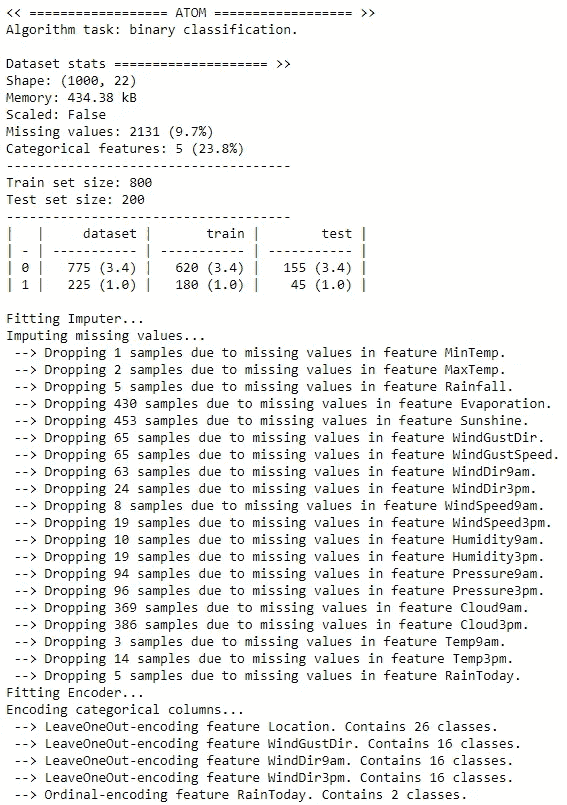 << ================== ATOM ================== >>
Algorithm task: binary classification.
Dataset stats ==================== >>
Shape: (1000, 22)
Memory: 434.38 kB
Scaled: False
Missing values: 2131 (9.7%)
Categorical features: 5 (23.8%)
-------------------------------------
Train set size: 800
Test set size: 200
-------------------------------------
|   |     dataset |       train |        test |
| - | ----------- | ----------- | ----------- |
| 0 |   775 (3.4) |   620 (3.4) |   155 (3.4) |
| 1 |   225 (1.0) |   180 (1.0) |    45 (1.0) |
Fitting Imputer...
Imputing missing values...
 --> Dropping 1 samples due to missing values in feature MinTemp.
 --> Dropping 2 samples due to missing values in feature MaxTemp.
 --> Dropping 5 samples due to missing values in feature Rainfall.
 --> Dropping 430 samples due to missing values in feature Evaporation.
 --> Dropping 453 samples due to missing values in feature Sunshine.
 --> Dropping 65 samples due to missing values in feature WindGustDir.
 --> Dropping 65 samples due to missing values in feature WindGustSpeed.
 --> Dropping 63 samples due to missing values in feature WindDir9am.
 --> Dropping 24 samples due to missing values in feature WindDir3pm.
 --> Dropping 8 samples due to missing values in feature WindSpeed9am.
 --> Dropping 19 samples due to missing values in feature WindSpeed3pm.
 --> Dropping 10 samples due to missing values in feature Humidity9am.
 --> Dropping 19 samples due to missing values in feature Humidity3pm.
 --> Dropping 94 samples due to missing values in feature Pressure9am.
 --> Dropping 96 samples due to missing values in feature Pressure3pm.
 --> Dropping 369 samples due to missing values in feature Cloud9am.
 --> Dropping 386 samples due to missing values in feature Cloud3pm.
 --> Dropping 3 samples due to missing values in feature Temp9am.
 --> Dropping 14 samples due to missing values in feature Temp3pm.
 --> Dropping 5 samples due to missing values in feature RainToday.
Fitting Encoder...
Encoding categorical columns...
 --> LeaveOneOut-encoding feature Location. Contains 26 classes.
 --> LeaveOneOut-encoding feature WindGustDir. Contains 16 classes.
 --> LeaveOneOut-encoding feature WindDir9am. Contains 16 classes.
 --> LeaveOneOut-encoding feature WindDir3pm. Contains 16 classes.
 --> Ordinal-encoding feature RainToday. Contains 2 classes.